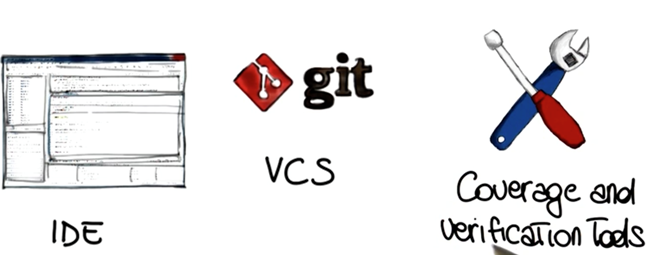 git
VCS
IDE
Coverage and
Verification Tools